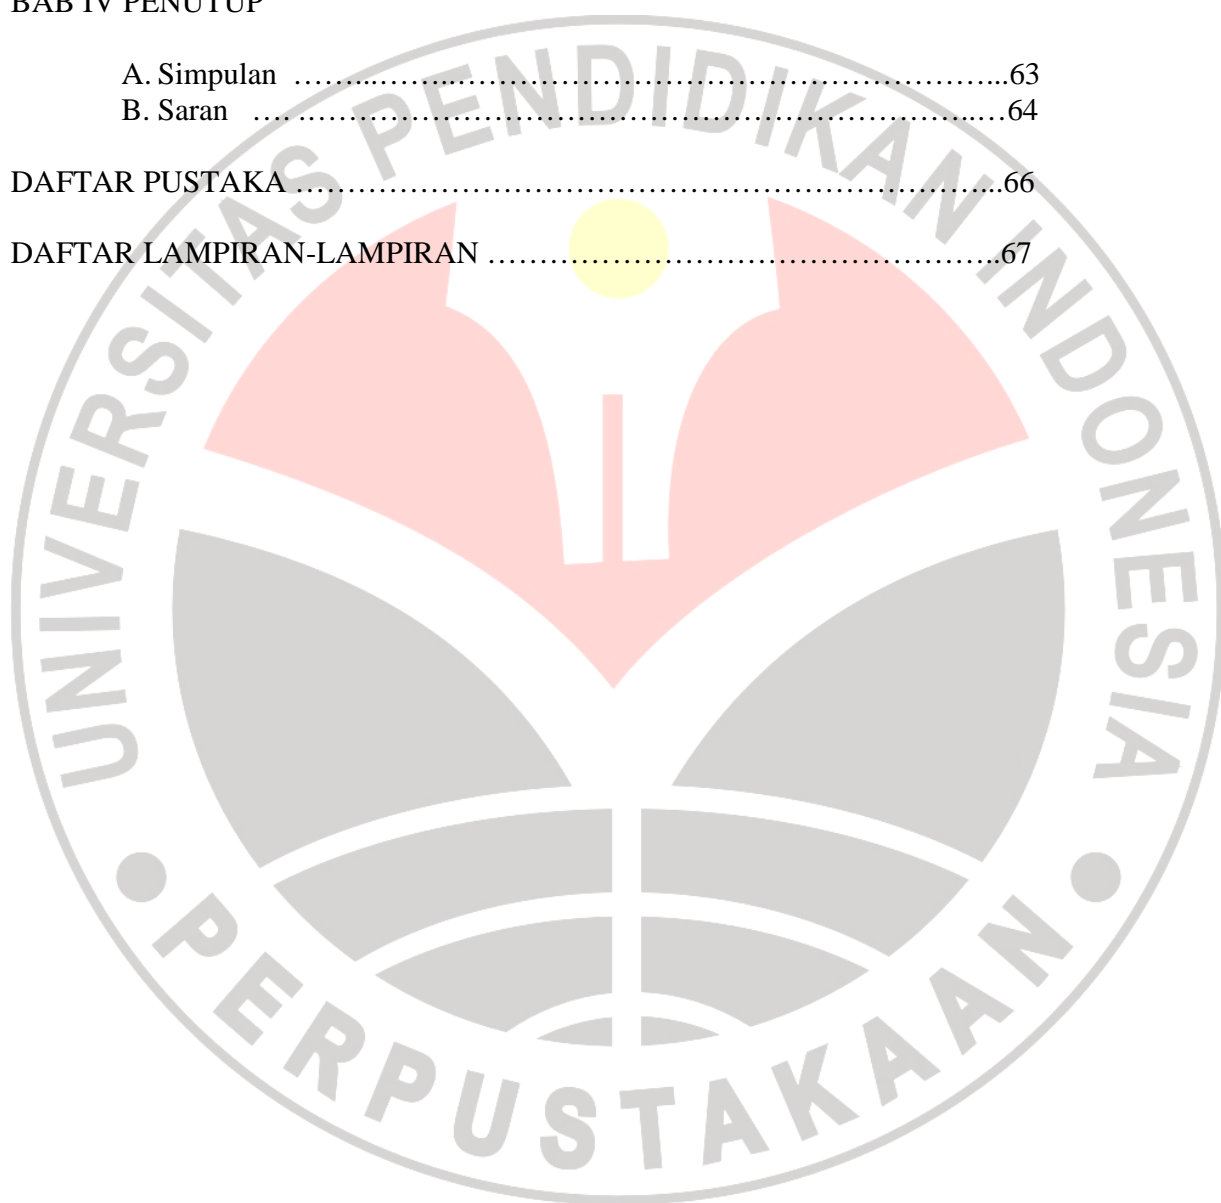 BAB IV PENUTUP
A. Simpulan …......……..…………………………………………………...63
B. Saran …. ……………………………………………………………..…64
DAFTAR PUSTAKA …………………………………………………………...66
DAFTAR LAMPIRAN-LAMPIRAN …………………………………………..67
UNIVERSITAS PENDIDIKAN INDONESIA
PERPUSTAKAAN